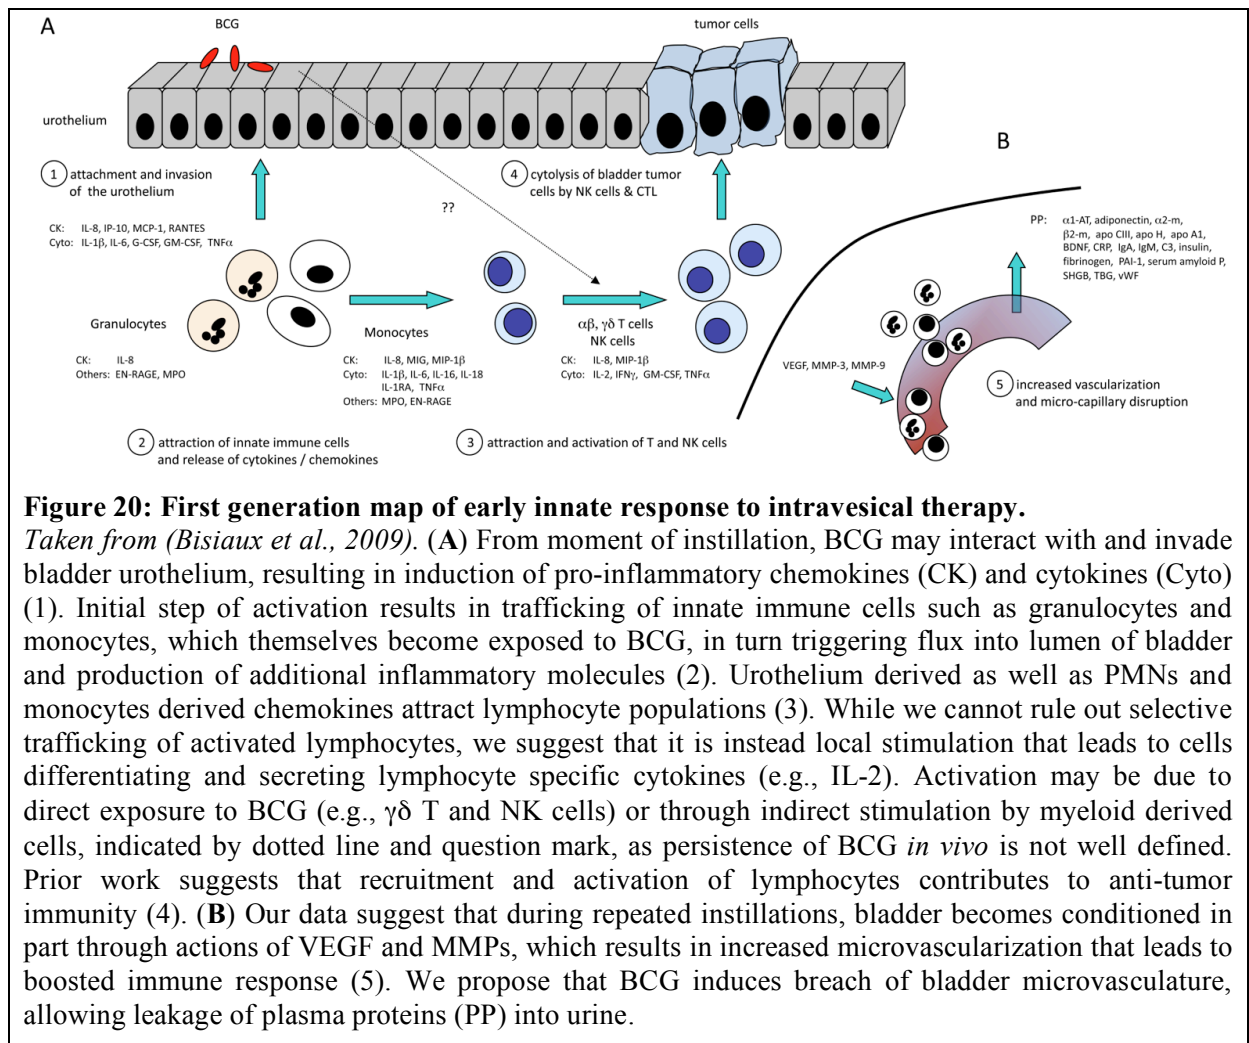 A
BCG
tumor cells
urothelium
B
1 attachment and invasion
of the urothelium
4 cytolysis of bladder tumor
cells by NK cells & CTL
??
CK: IL-8, IP-10, MCP-1, RANTES
Cyto: IL-1β, IL-6, G-CSF, GM-CSF, TNFα
PP: α1-AT, adiponectin, α2-m,
β2-m, apo CIII, apo H, apo A1,
BDNF, CRP, IgA, IgM, C3, insulin,
fibrinogen, PAI-1, serum amyloid P,
SHGB, TBG, vWF
Granulocytes
CK: IL-8
Others: EN-RAGE, MPO
Monocytes
CK: IL-8, MIG, MIP-1β
Cyto: IL-1β, IL-6, IL-16, IL-18
IL-1RA, TNFα
Others: MPO, EN-RAGE
αβ, γδ T cells
NK cells
CK: IL-8, MIP-1β
Cyto: IL-2, IFNγ, GM-CSF, TNFα
VEGF, MMP-3, MMP-9
5 increased vascularization
and micro-capillary disruption
2 attraction of innate immune cells
and release of cytokines / chemokines
3 attraction and activation of T and NK cells
Figure 20: First generation map of early innate response to intravesical therapy.
Taken from (Bisiaux et al., 2009). (A) From moment of instillation, BCG may interact with and invade
bladder urothelium, resulting in induction of pro-inflammatory chemokines (CK) and cytokines (Cyto)
(1). Initial step of activation results in trafficking of innate immune cells such as granulocytes and
monocytes, which themselves become exposed to BCG, in turn triggering flux into lumen of bladder
and production of additional inflammatory molecules (2). Urothelium derived as well as PMNs and
monocytes derived chemokines attract lymphocyte populations (3). While we cannot rule out selective
trafficking of activated lymphocytes, we suggest that it is instead local stimulation that leads to cells
differentiating and secreting lymphocyte specific cytokines (e.g., IL-2). Activation may be due to
direct exposure to BCG (e.g., γδ T and NK cells) or through indirect stimulation by myeloid derived
cells, indicated by dotted line and question mark, as persistence of BCG in vivo is not well defined.
Prior work suggests that recruitment and activation of lymphocytes contributes to anti-tumor
immunity (4). (B) Our data suggest that during repeated instillations, bladder becomes conditioned in
part through actions of VEGF and MMPs, which results in increased microvascularization that leads to
boosted immune response (5). We propose that BCG induces breach of bladder microvasculature,
allowing leakage of plasma proteins (PP) into urine.